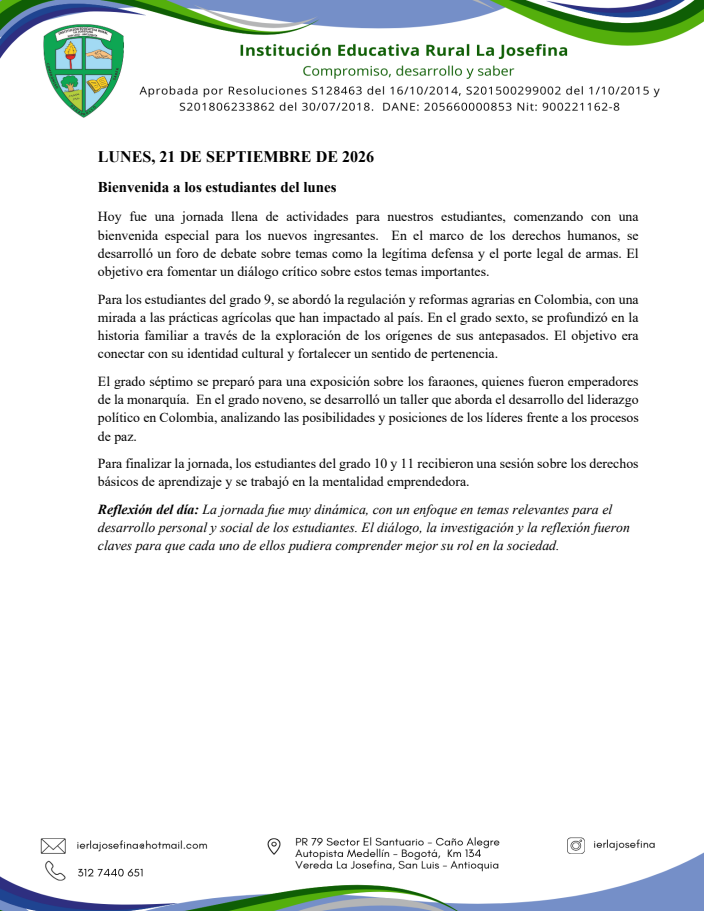 Institución Educativa Rural La Josefina
Compromiso, desarrollo y saber
Aprobada por Resoluciones S128463 del 16/10/2014, S201500299002 del 1/10/2015 y
S201806233862 del 30/07/2018. DANE: 205660000853 Nit: 900221162-8
LUNES, 21 DE SEPTIEMBRE DE 2026
Bienvenida a los estudiantes del lunes
Hoy fue una jornada llena de actividades para nuestros estudiantes, comenzando con una
bienvenida especial para los nuevos ingresantes. En el marco de los derechos humanos, se
desarrolló un foro de debate sobre temas como la legítima defensa y el porte legal de armas. El
objetivo era fomentar un diálogo crítico sobre estos temas importantes.
Para los estudiantes del grado 9, se abordó la regulación y reformas agrarias en Colombia, con una
mirada a las prácticas agrícolas que han impactado al país. En el grado sexto, se profundizó en la
historia familiar a través de la exploración de los orígenes de sus antepasados. El objetivo era
conectar con su identidad cultural y fortalecer un sentido de pertenencia.
El grado séptimo se preparó para una exposición sobre los faraones, quienes fueron emperadores
de la monarquía. En el grado noveno, se desarrolló un taller que aborda el desarrollo del liderazgo
político en Colombia, analizando las posibilidades y posiciones de los líderes frente a los procesos
de paz.
Para finalizar la jornada, los estudiantes del grado 10 y 11 recibieron una sesión sobre los derechos
básicos de aprendizaje y se trabajó en la mentalidad emprendedora.
Reflexión del día: La jornada fue muy dinámica, con un enfoque en temas relevantes para el
desarrollo personal y social de los estudiantes. El diálogo, la investigación y la reflexión fueron
claves para que cada uno de ellos pudiera comprender mejor su rol en la sociedad.
ierlajosefina@hotmail.com
312 7440 651
PR 79 Sector El Santuario - Caño Alegre
Autopista Medellín - Bogotá, Km 134
Vereda La Josefina, San Luis - Antioquia
ierlajosefina